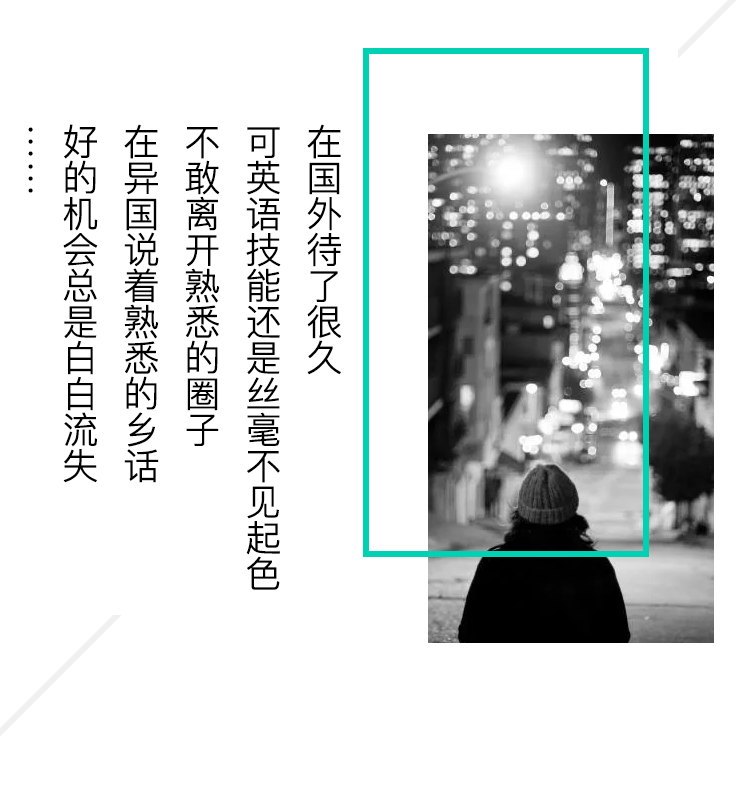 在国外待了很久
可英语技能还是丝毫不见起色
不敢离开熟悉的圈子
在异国说着熟悉的乡话
好的机会总是白白流失
……